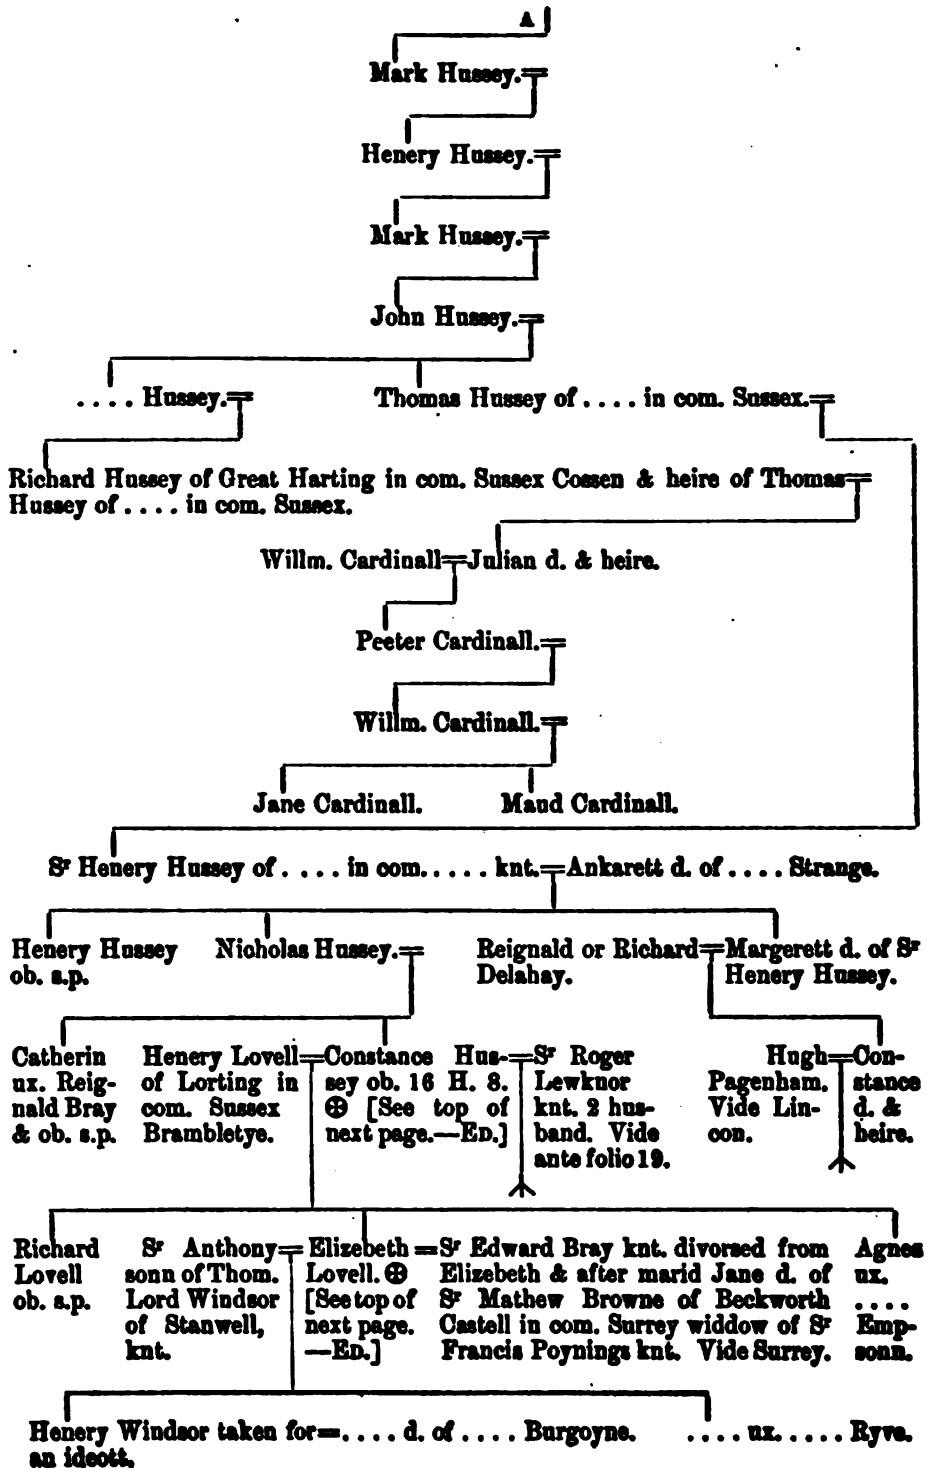 A
Mark Hussey.
Henery Hussey.
Mark Hussey.
John Hussey.
. . . . Hussey.
Thomas Hussey of . . . . in com. Sussex.
Richard Hussey of Great Harting in com. Sussex Cossen & heire of Thomas
Hussey of . . . . in com. Sussex.
Willm. Cardinall=Julian d. & heire.
Peeter Cardinall.
Willm. Cardinall.
Jane Cardinall.
Maud Cardinall.
Sr Henery Hussey of . . . . in com. . . . . knt.=Ankarett d. of . . . . Strange.
Henery Hussey
ob. s.p.
Nicholas Hussey.
Reignald or Richard
Delahay.
Margerett d. of Sr
Henery Hussey.
Catherin
ux. Reig-
nald Bray
& ob. s.p.
Henery Lovell
of Lorting in
com. Sussex
Brambletye.
Constance Hus-
sey ob. 16 H. 8.
⊕ [See top of
next page.—ED.]
Sr Roger
Lewknor
knt. 2 hus-
band. Vide
ante folio 19.
Hugh
Pagenham.
Vide Lin-
con.
Con-
stance
d. &
heire.
Richard
Lovell
ob. s.p.
Sr Anthony
sonn of Thom.
Lord Windsor
of Stanwell,
knt.
Elizebeth
Lovell. ⊕
[See top of
next page.
—ED.]
Sr Edward Bray knt. divorsed from
Elizebeth & after marid Jane d. of
Sr Mathew Browne of Beckworth
Castell in com. Surrey widdow of Sr
Francis Poynings knt. Vide Surrey.
Agnes
ux.
. . . .
Emp-
sonn.
Henery Windsor taken for=. . . . d. of . . . . Burgoyne.
an ideott.
. . . . ux. . . . . Ryve.